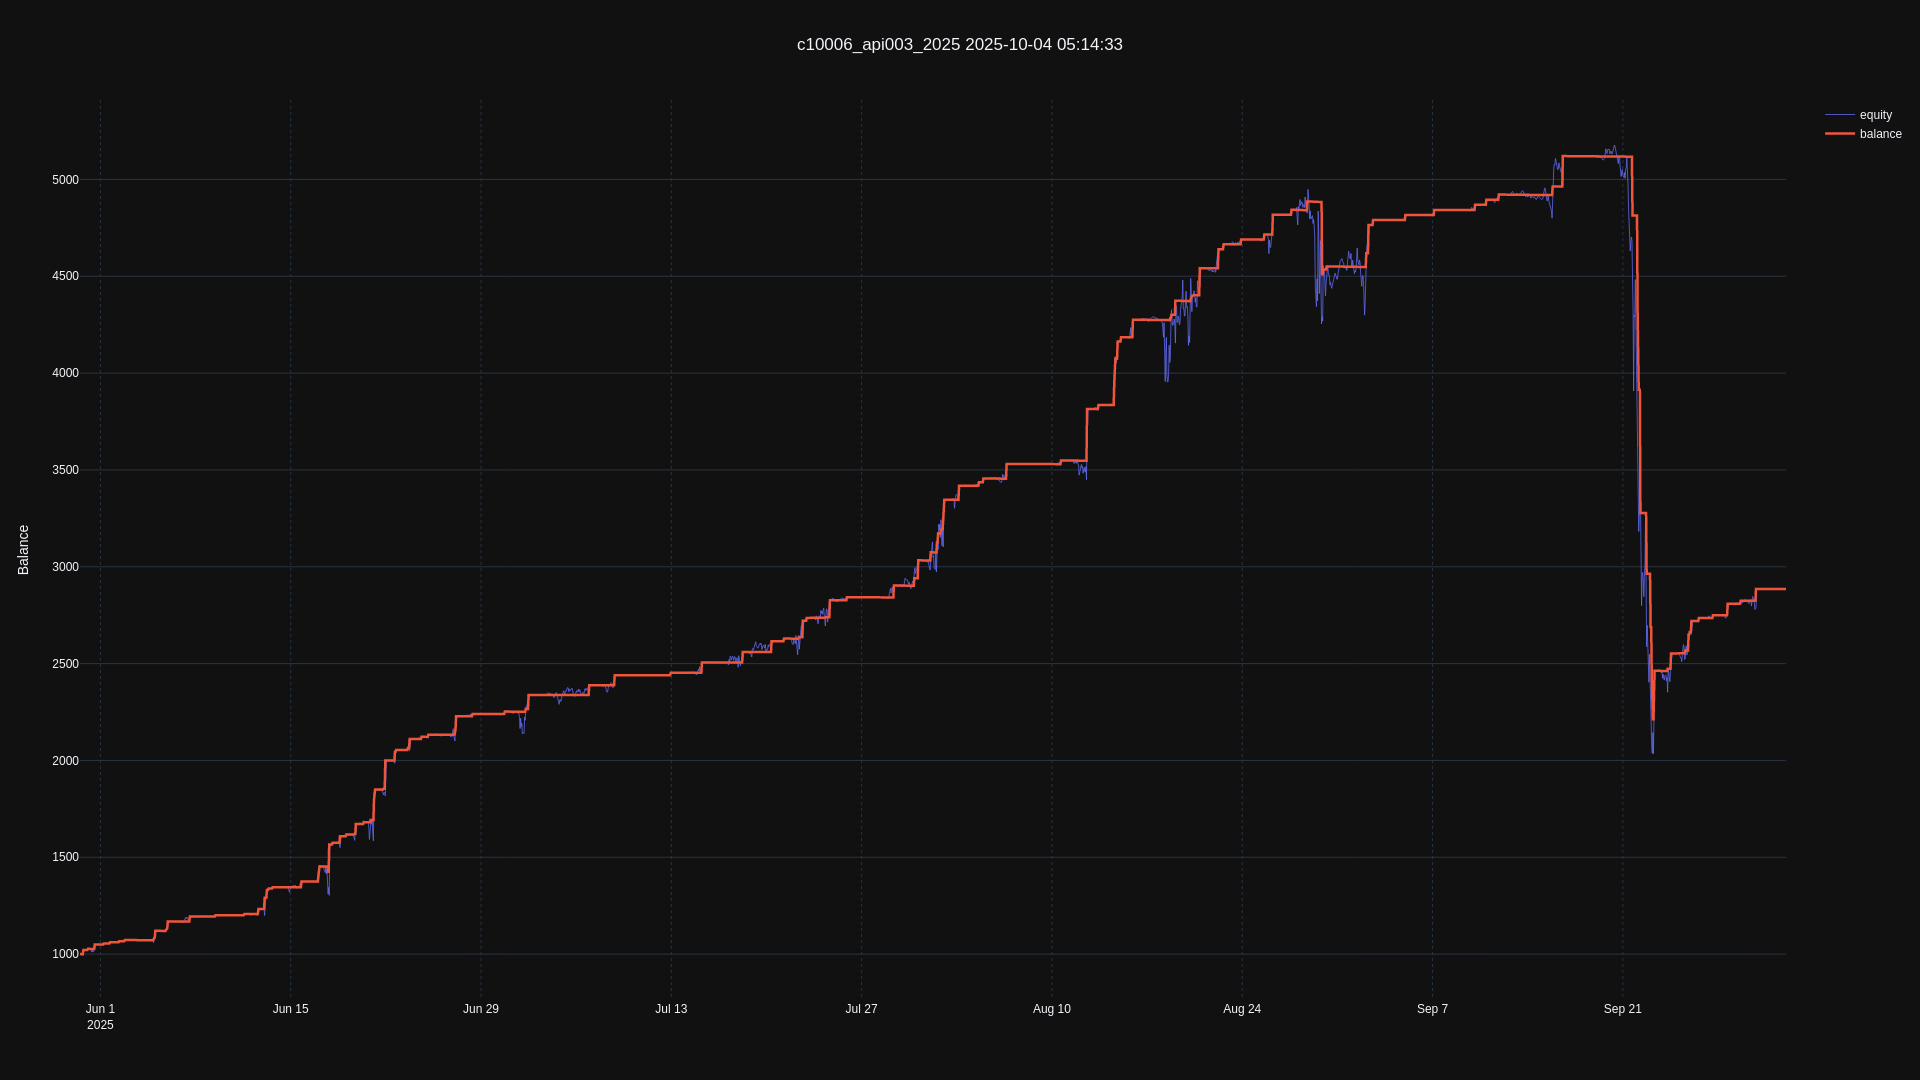 c10006_api003_2025 2025-10-04 05:14:33
equity
balance
5000
4500
4000
3500
3000
2500
2000
1500
1000
Balance
Jun 1
2025
Jun 15
Jun 29
Jul 13
Jul 27
Aug 10
Aug 24
Sep 7
Sep 21